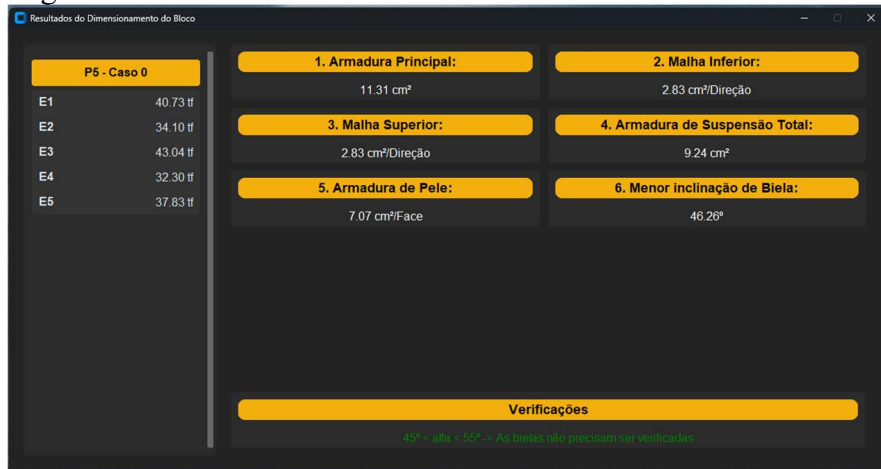 Resultados do Dimensionamento do Bloco
P5 - Caso 0
E1 40.73 tf
E2 34.10 tf
E3 43.04 tf
E4 32.30 tf
E5 37.83 tf
1. Armadura Principal:
11.31 cm²
2. Malha Inferior:
2.83 cm²/Direção
3. Malha Superior:
2.83 cm²/Direção
4. Armadura de Suspensão Total:
9.24 cm²
5. Armadura de Pele:
7.07 cm²/Face
6. Menor inclinação de Biela:
46.26º
Verificações
45º < alfa < 55º -> As bielas não precisam ser verificadas